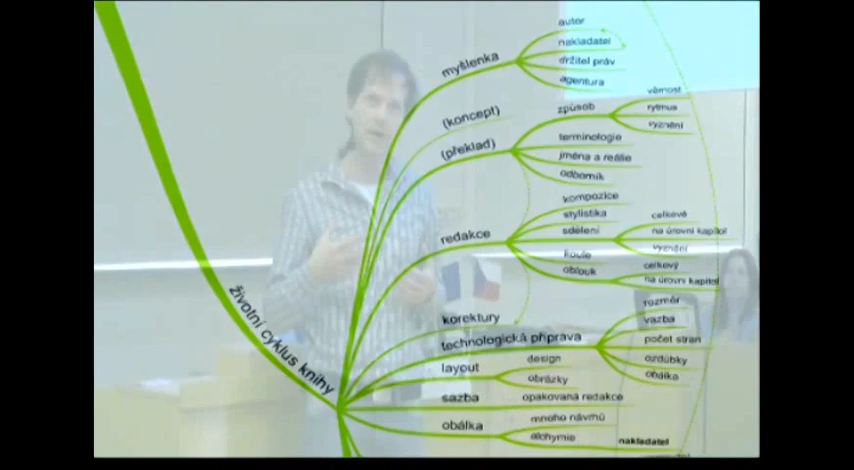 autor
nakladatel
myšlenka
držitel práv
agentura
věrnost
(koncept)
způsob
rytmus
vyznění
(překlad)
terminologie
jména a reálie
odborník
kompozice
stylistika
redakce
sdělení
celkové
na úrovni kapitol
vyznění
oblouk
celkový
na úrovni kapitol
životní cyklus knihy
korektury
rozměr
vazba
technologická příprava
počet stran
ozdůbky
obálka
layout
design
obrázky
sazba
opakovaná redakce
obálka
mnoho návrhů
alchymie
nakladatel